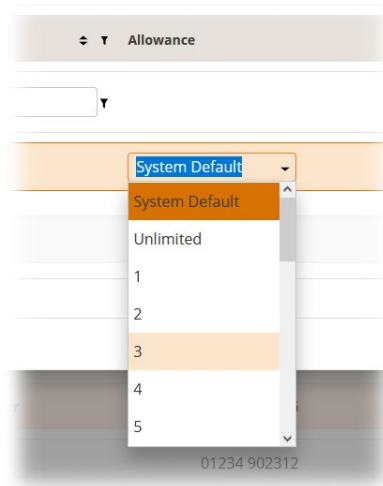 Allowance
System Default
System Default
Unlimited
1
2
3
4
5
01234 902312